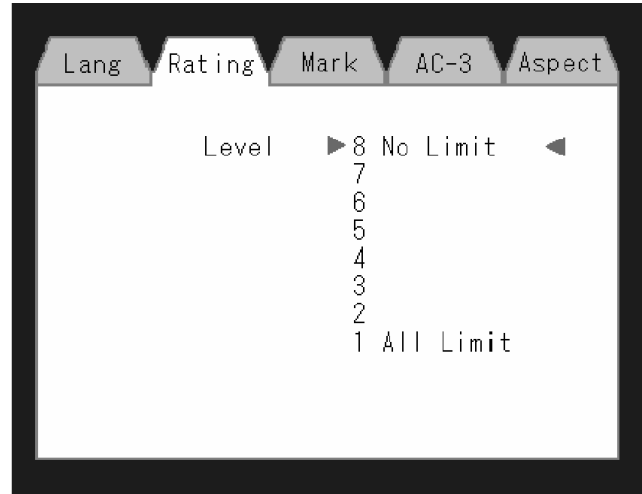 Lang Rating Mark AC-3 Aspect
Level ▶ 8 No Limit ◀
7
6
5
4
3
2
1 All Limit